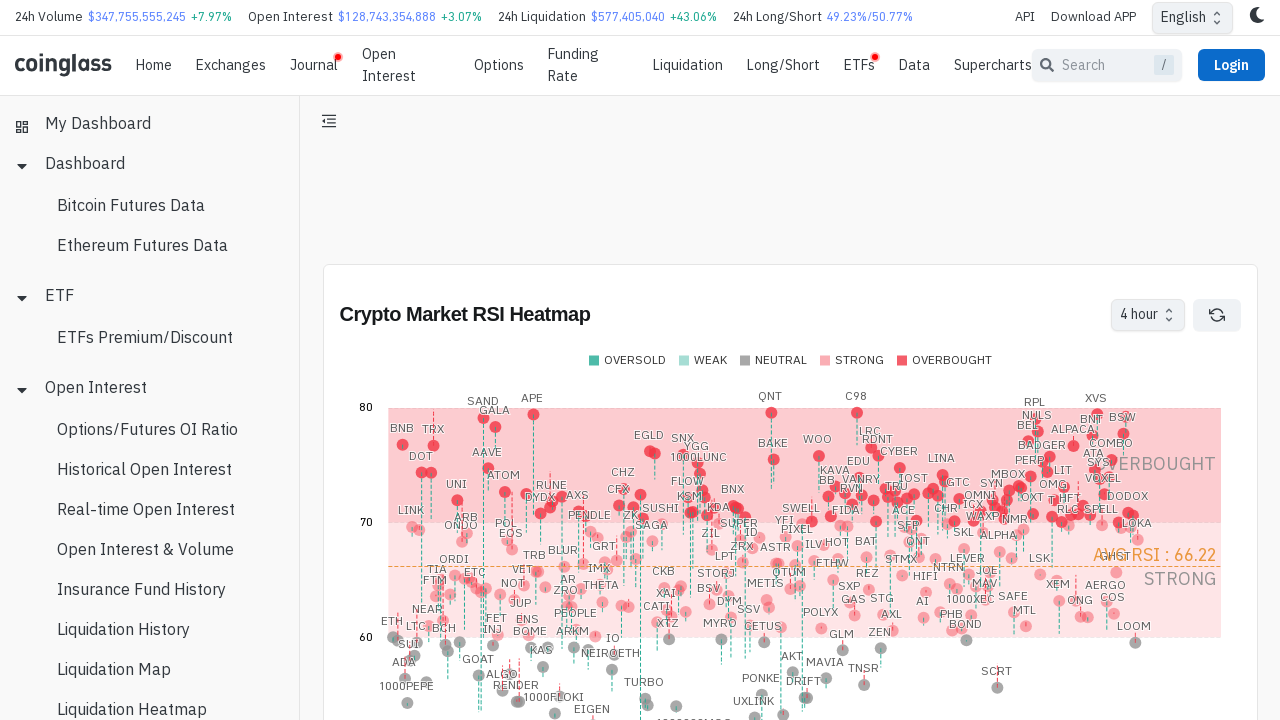 24h Volume $347,755,555,245 +7.97% Open Interest $128,743,354,888 +3.07% 24h Liquidation $577,405,040 +43.06% 24h Long/Short 49.23%/50.77% API Download APP English
coinglass Home Exchanges Journal Open Interest Options Funding Rate Liquidation Long/Short ETFs Data Supercharts Search / Login
My Dashboard
Dashboard
Bitcoin Futures Data
Ethereum Futures Data
ETF
ETFs Premium/Discount
Open Interest
Options/Futures OI Ratio
Historical Open Interest
Real-time Open Interest
Open Interest & Volume
Insurance Fund History
Liquidation History
Liquidation Map
Liquidation Heatmap
Crypto Market RSI Heatmap 4 hour
OVERSOLD WEAK NEUTRAL STRONG OVERBOUGHT
RPL XVS
SAND APE QNT C98
80
GALA
NULS BNT BSW
BNB TRX BEL ALPACA
EGLD SNX WOO LRC RDNT
YGG BAKE BADGER COMBO
DOT AAVE 1000LUNC CYBER ATA
EDU LINA PERP SYS
ATOM CHZ KAVA MBOX LIT
UNI RUNE FLOW BB VANRY IOST GTC SYN OMG VOXEL
CFX BNX RVN TRU
DYDX AXS KSM OMNI OXT HFT DODOX
LINK SUSHI KDA SWELL FIDA ACE CHR IGX RLC SPELL
ARB PENDLE ZK WAXP NMR
70 ONDO POL SAGA SUPER YFI SFP LOKA
EOS ZIL 1D PIXEL SKL ALPHA
GRT ZRX ASTR ILV HOT BAT QNT
TRB BLUR LPT LEVER LSK GHST
ORDI STMX AVG RSI : 66.22
TIA ETC VET IMX CKB STORJ QTUM ETHW REZ HIFI NTRN JOE STRONG
FTM NOT AR THETA METIS SXP MAV XEM AERGO
ZRO XAI BSV
JUP DYM GAS STG AI 1000XEC SAFE ONG COS
NEAR PEOPLE CATI SSV POLYX AXL PHB MTL
ETH LTC FET ENS XTZ MYRO CETUS BOND LOOM
BCH INJ BOME ARKM GLM ZEN
60 SUI KAS IO
ADA GOAT NEIROETH AKT MAVIA TNSR SCRT
ALGO
1000PEPE RENDER TURBO PONKE DRIFT
1000FLOKI UXLINK
EIGEN